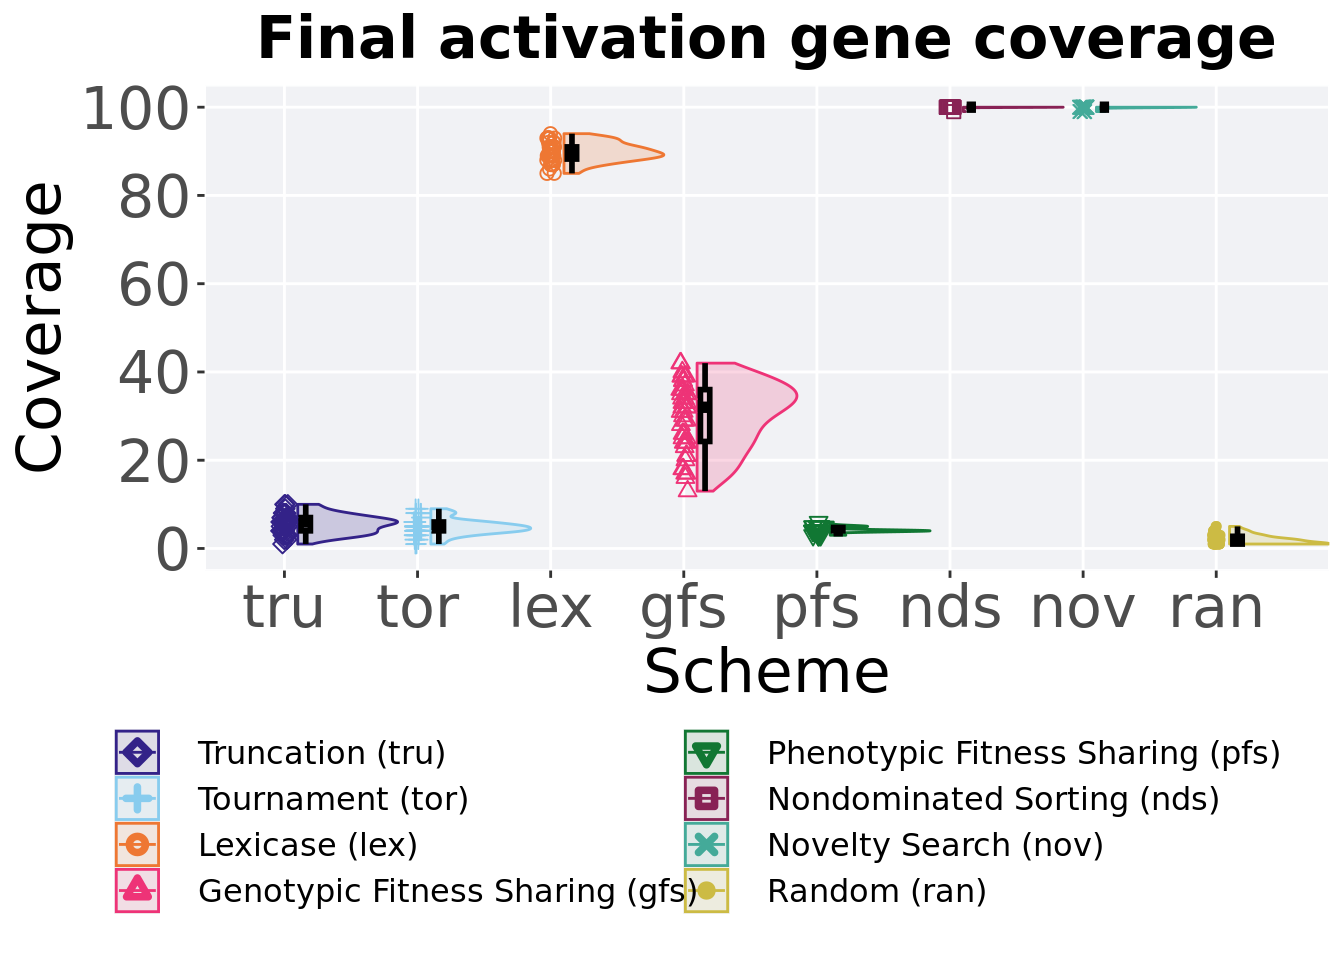 Final activation gene coverage
Coverage
100
80
60
40
20
0
tru tor lex gfs pfs nds nov ran
Scheme
Truncation (tru)
Tournament (tor)
Lexicase (lex)
Genotypic Fitness Sharing (gfs)
Phenotypic Fitness Sharing (pfs)
Nondominated Sorting (nds)
Novelty Search (nov)
Random (ran)